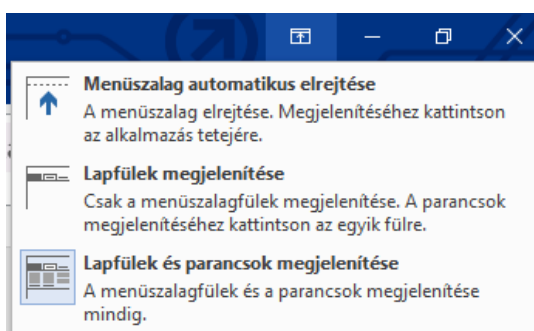 Menüszalag automatikus elrejtése
A menüszalag elrejtése. Megjelenítéséhez kattintson
az alkalmazás tetejére.
Lapfülek megjelenítése
Csak a menüszalagfülek megjelenítése. A parancsok
megjelenítéséhez kattintson az egyik fülre.
Lapfülek és parancsok megjelenítése
A menüszalagfülek és a parancsok megjelenítése
mindig.